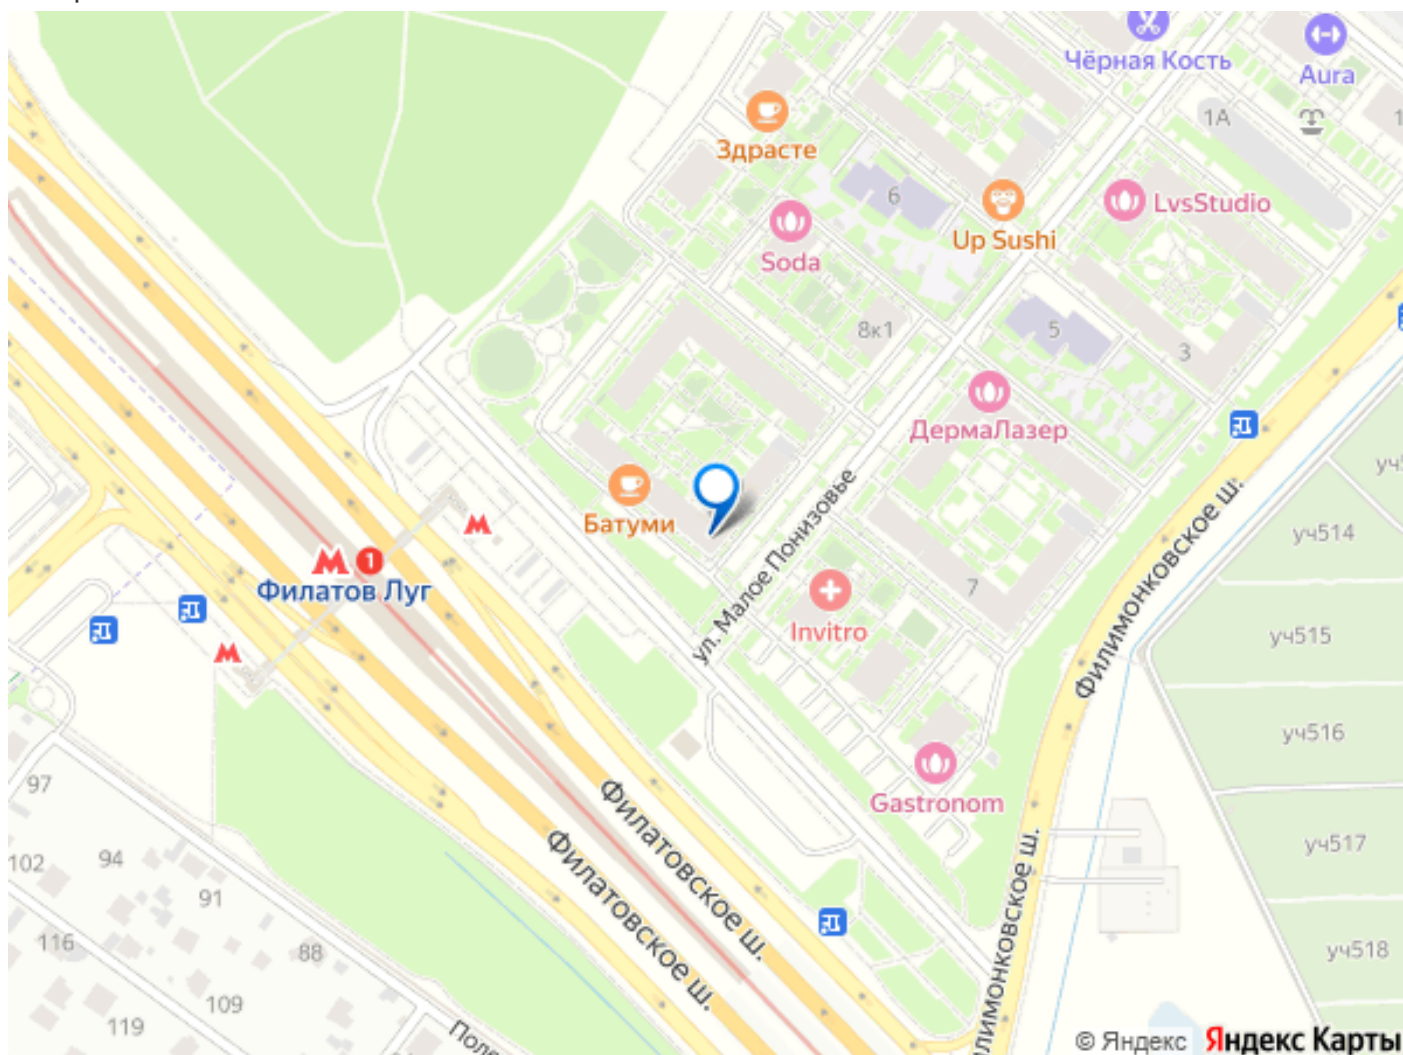 Чёрная Кость
Aura
1А
Здрасте
6
LvsStudio
Up Sushi
Soda
8к1
5
3
ДермаЛазер
Батуми
ул. Малое Понизовье
Филимонковское ш.
уч514
М 1
Филатов Луг
М
М
7
Invitro
уч515
уч516
97
Gastronom
Филатовское ш.
Филатовское ш.
уч517
102
94
91
116
88
109
119
уч518
© Яндекс Яндекс Карты